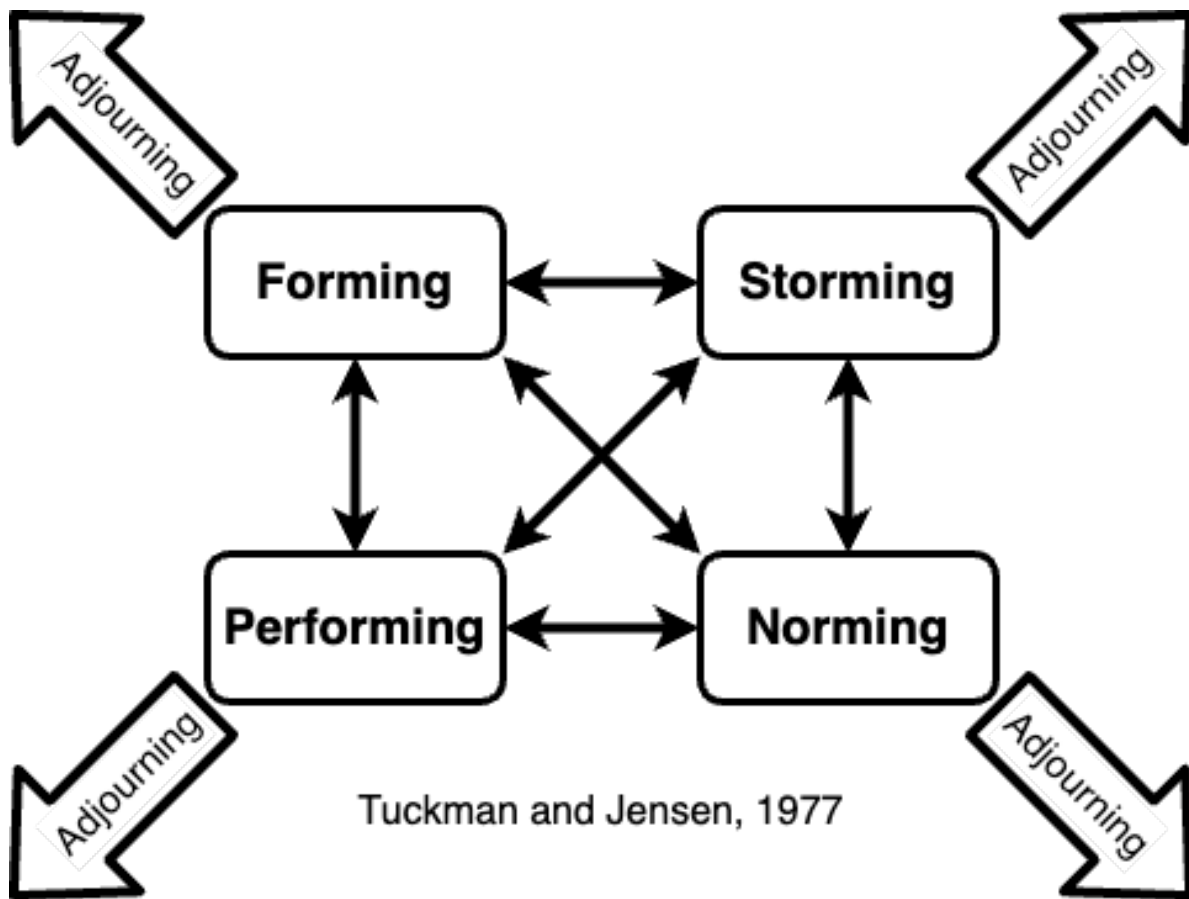 Adjourning
Adjourning
Forming
Storming
Performing
Norming
Adjourning
Adjourning
Tuckman and Jensen, 1977